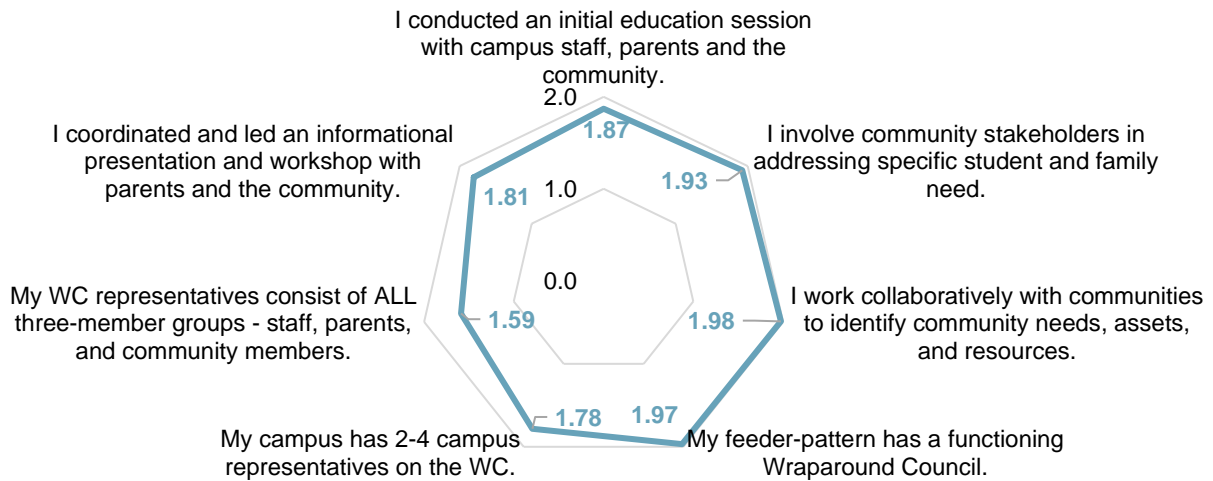 I conducted an initial education session
with campus staff, parents and the
community.
2.0
1.87
I involve community stakeholders in
addressing specific student and family
need.
1.93
1.0
I coordinated and led an informational
presentation and workshop with
parents and the community.
1.81
0.0
I work collaboratively with communities
to identify community needs, assets,
and resources.
1.98
My WC representatives consist of ALL
three-member groups - staff, parents,
and community members.
1.59
1.78
1.97
My campus has 2-4 campus
representatives on the WC.
My feeder-pattern has a functioning
Wraparound Council.